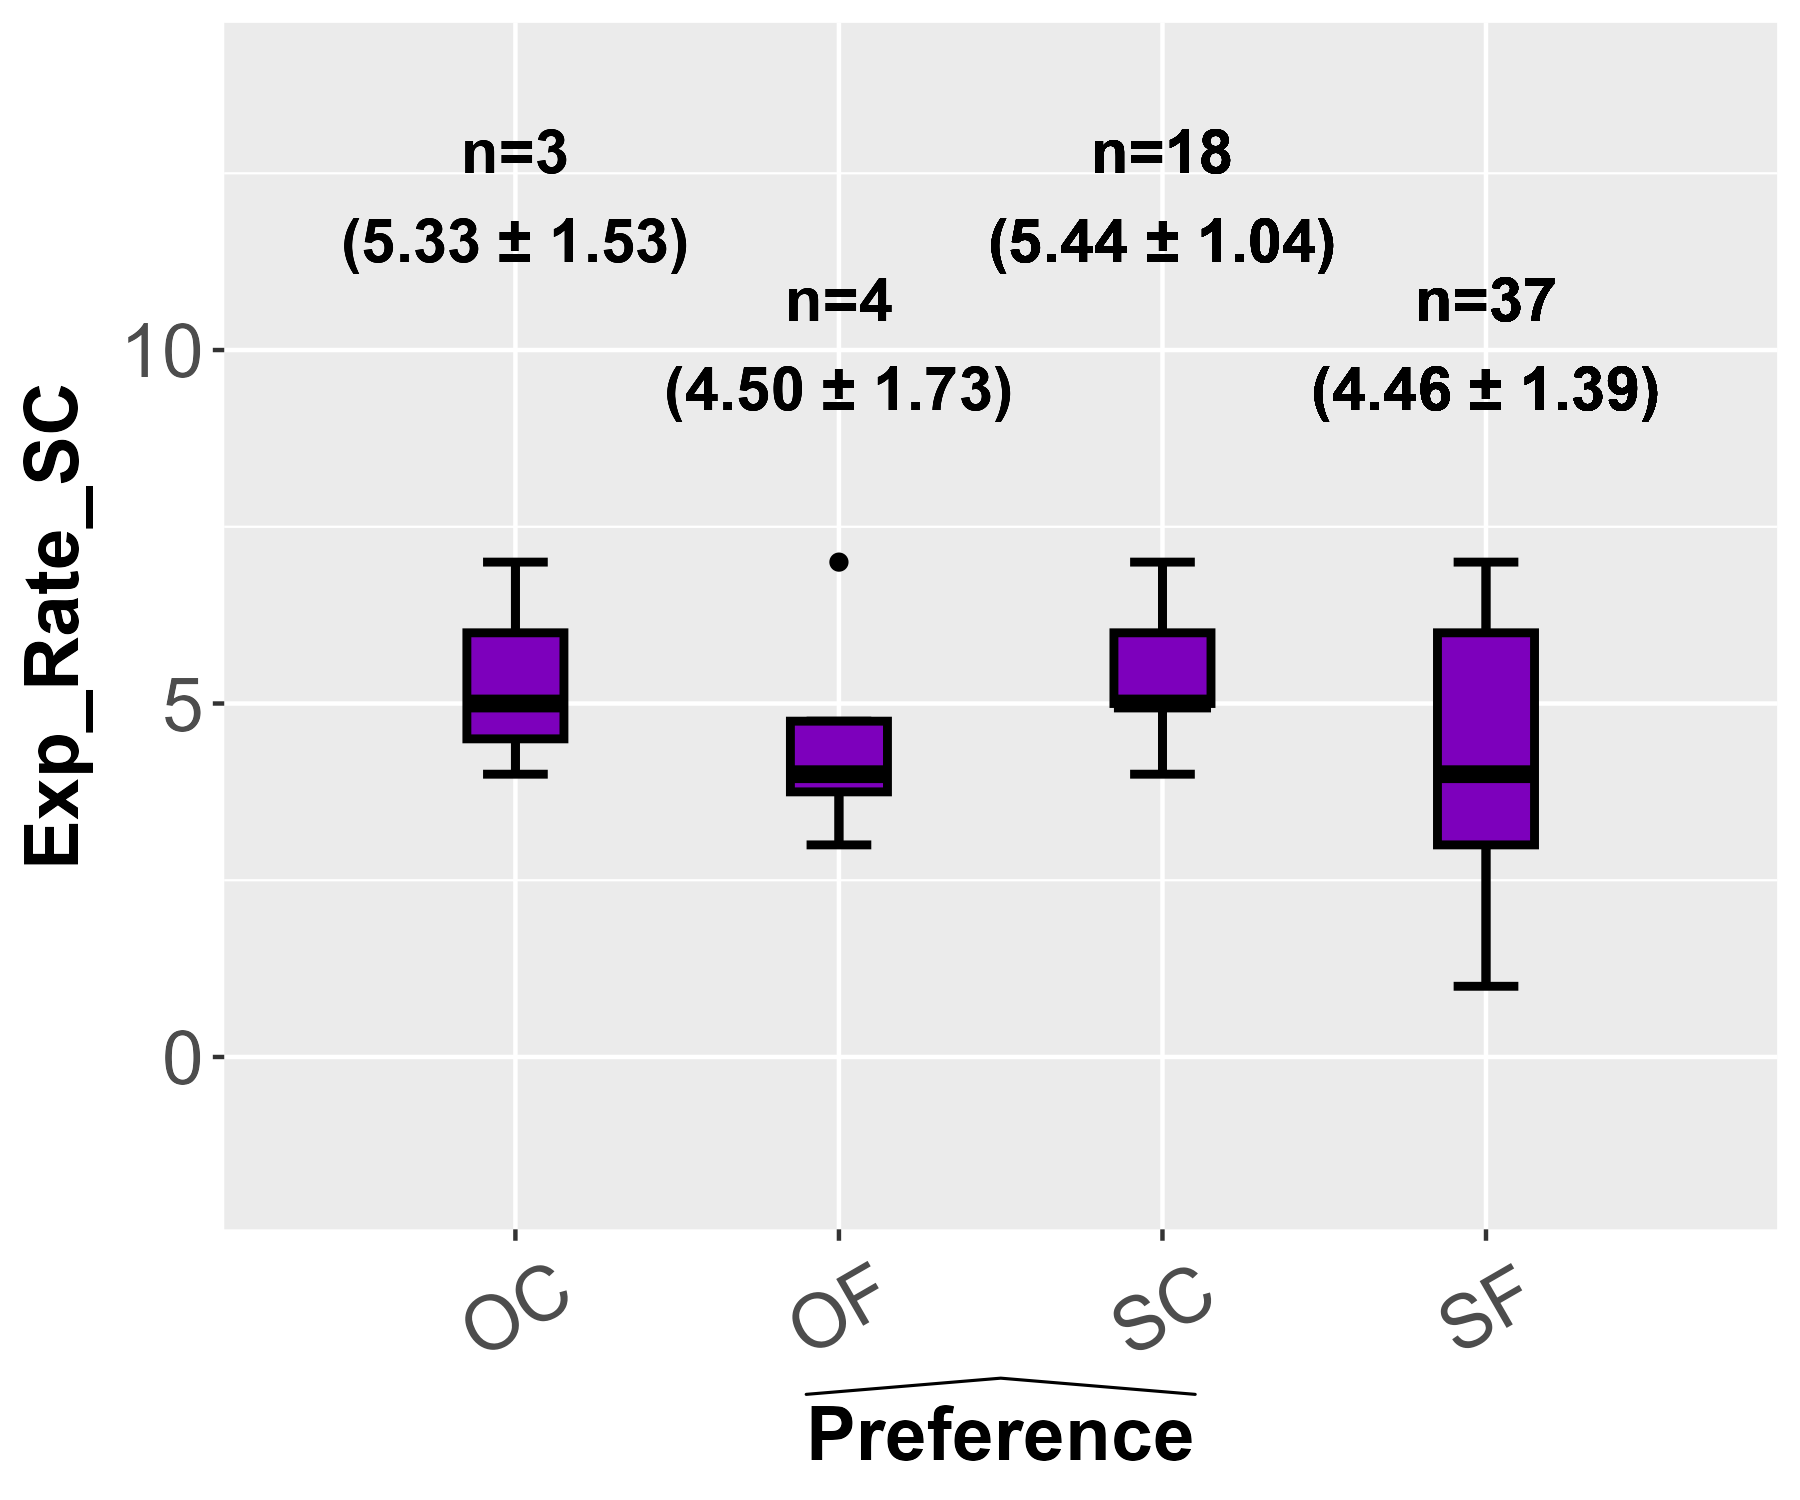 n=3
(5.33 ± 1.53)
n=4
(4.50 ± 1.73)
n=18
(5.44 ± 1.04)
n=37
(4.46 ± 1.39)
Exp_Rate_SC
10
5
0
OC
OF
SC
SF
Preference